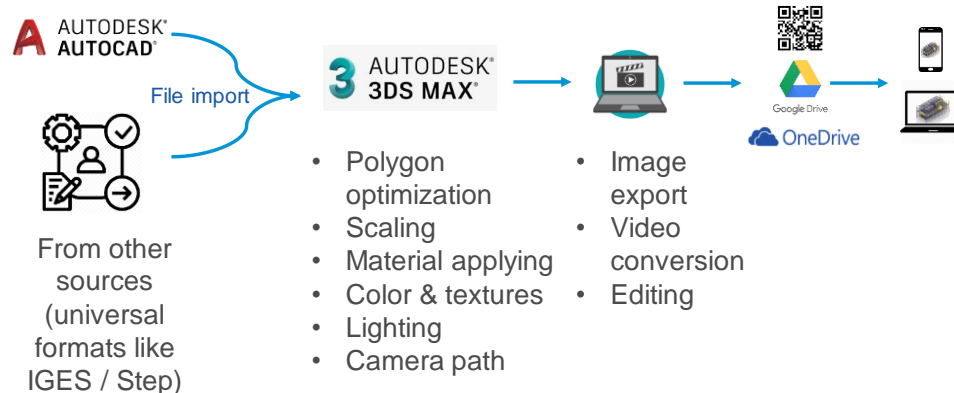 AUTODESK®
AUTOCAD®
File import
From other
sources
(universal
formats like
IGES / Step)
3 AUTODESK®
3DS MAX®
• Polygon
optimization
• Scaling
• Material applying
• Color & textures
• Lighting
• Camera path
• Image
export
• Video
conversion
• Editing
Google Drive
OneDrive